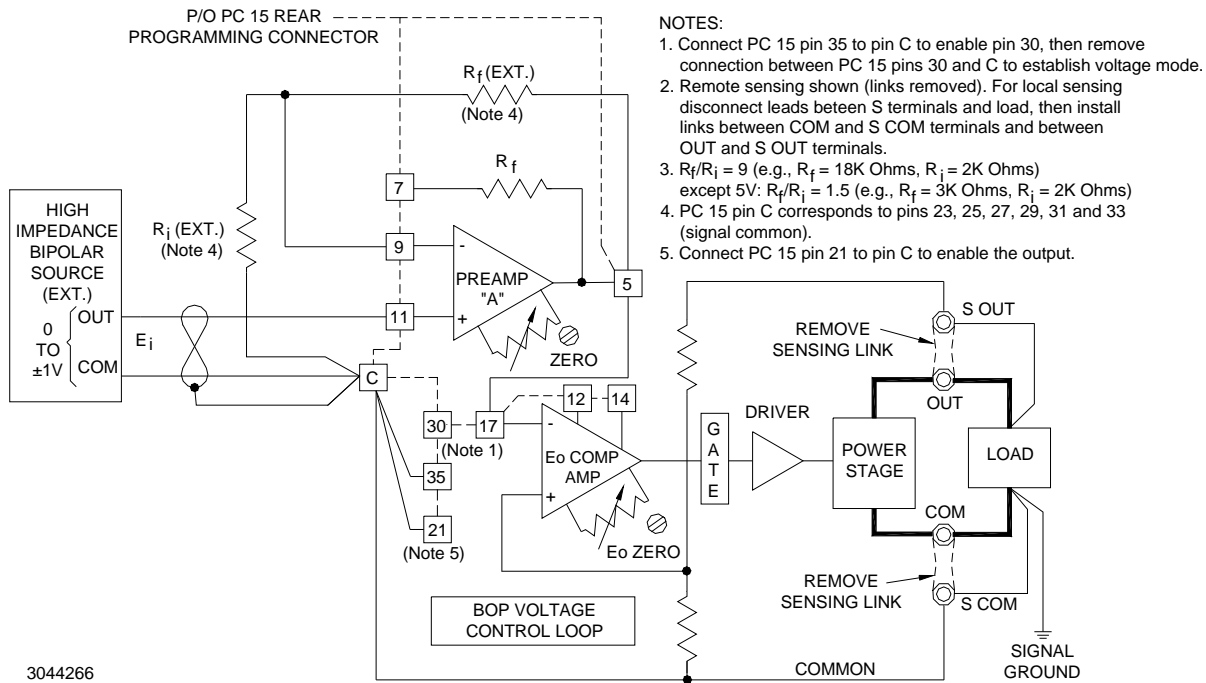 P/O PC 15 REAR
PROGRAMMING CONNECTOR
NOTES:
1. Connect PC 15 pin 35 to pin C to enable pin 30, then remove
connection between PC 15 pins 30 and C to establish voltage mode.
2. Remote sensing shown (links removed). For local sensing
disconnect leads beteen S terminals and load, then install
links between COM and S COM terminals and between
OUT and S OUT terminals.
3. Rf/Ri = 9 (e.g., Rf = 18K Ohms, Ri = 2K Ohms)
except 5V: Rf/Ri = 1.5 (e.g., Rf = 3K Ohms, Ri = 2K Ohms)
4. PC 15 pin C corresponds to pins 23, 25, 27, 29, 31 and 33
(signal common).
5. Connect PC 15 pin 21 to pin C to enable the output.
Rf (EXT.)
(Note 4)
Rf
7
HIGH
IMPEDANCE
BIPOLAR
SOURCE
(EXT.)
0
TO
±1V
OUT
COM
Ei
Ri (EXT.)
(Note 4)
9
11
-
+
PREAMP
"A"
5
ZERO
C
30
17
12
14
(Note 1)
35
21
(Note 5)
-
+
Eo COMP
AMP
Eo ZERO
GATE
DRIVER
POWER
STAGE
LOAD
S OUT
REMOVE
SENSING LINK
OUT
COM
REMOVE
SENSING LINK
S COM
SIGNAL
GROUND
BOP VOLTAGE
CONTROL LOOP
COMMON
3044266